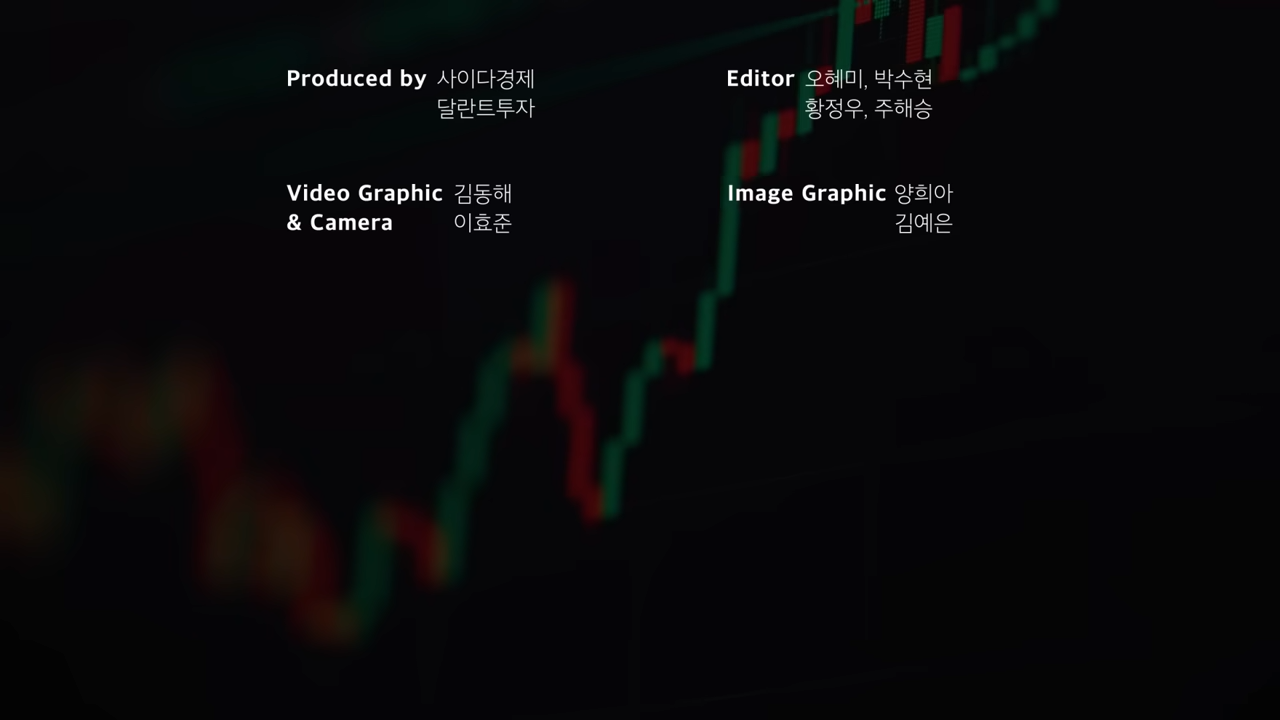 Produced by 사이다경제
달란트투자
Editor 오혜미, 박수현
황정우, 주해승
Video Graphic 김동해
& Camera 이효준
Image Graphic 양희아
김예은